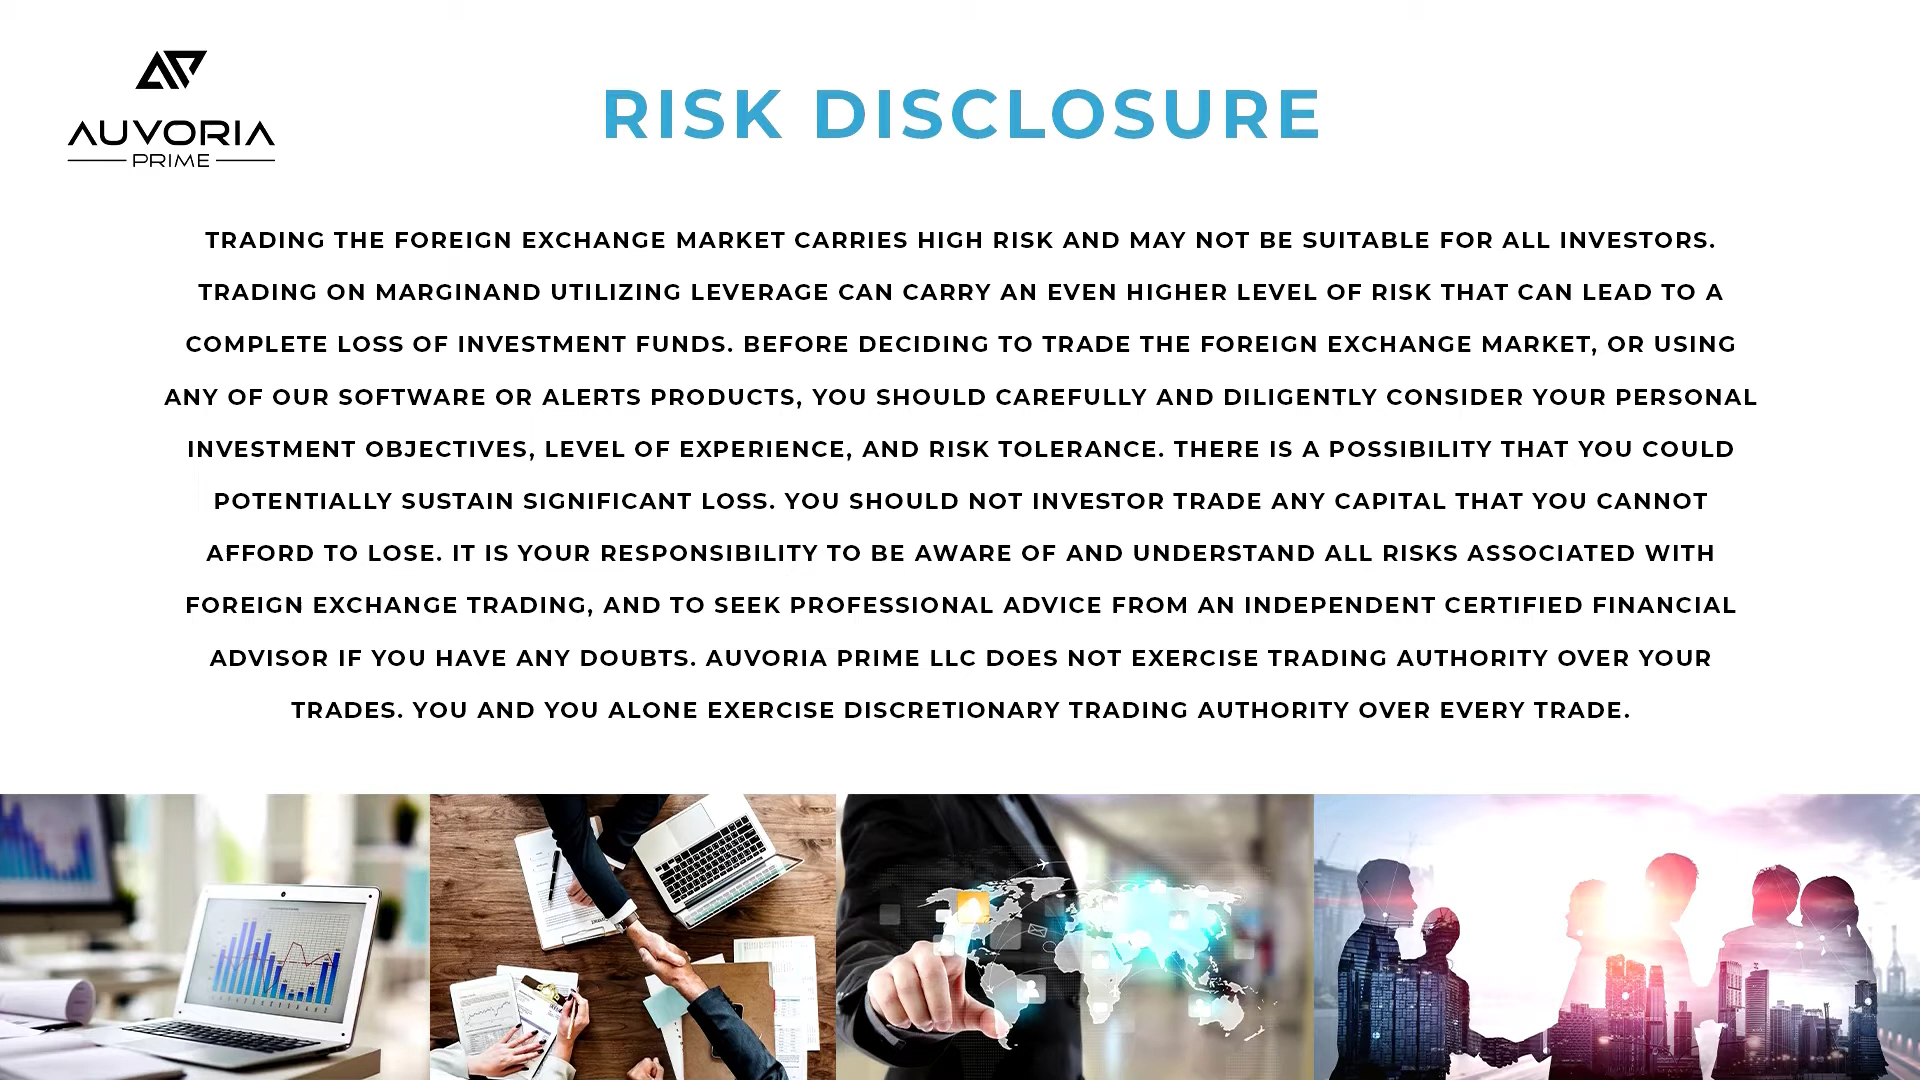 AUVORIA
PRIME
RISK DISCLOSURE
TRADING THE FOREIGN EXCHANGE MARKET CARRIES HIGH RISK AND MAY NOT BE SUITABLE FOR ALL INVESTORS.
TRADING ON MARGINAND UTILIZING LEVERAGE CAN CARRY AN EVEN HIGHER LEVEL OF RISK THAT CAN LEAD TO A
COMPLETE LOSS OF INVESTMENT FUNDS. BEFORE DECIDING TO TRADE THE FOREIGN EXCHANGE MARKET, OR USING
ANY OF OUR SOFTWARE OR ALERTS PRODUCTS, YOU SHOULD CAREFULLY AND DILIGENTLY CONSIDER YOUR PERSONAL
INVESTMENT OBJECTIVES, LEVEL OF EXPERIENCE, AND RISK TOLERANCE. THERE IS A POSSIBILITY THAT YOU COULD
POTENTIALLY SUSTAIN SIGNIFICANT LOSS. YOU SHOULD NOT INVESTOR TRADE ANY CAPITAL THAT YOU CANNOT
AFFORD TO LOSE. IT IS YOUR RESPONSIBILITY TO BE AWARE OF AND UNDERSTAND ALL RISKS ASSOCIATED WITH
FOREIGN EXCHANGE TRADING, AND TO SEEK PROFESSIONAL ADVICE FROM AN INDEPENDENT CERTIFIED FINANCIAL
ADVISOR IF YOU HAVE ANY DOUBTS. AUVORIA PRIME LLC DOES NOT EXERCISE TRADING AUTHORITY OVER YOUR
TRADES. YOU AND YOU ALONE EXERCISE DISCRETIONARY TRADING AUTHORITY OVER EVERY TRADE.